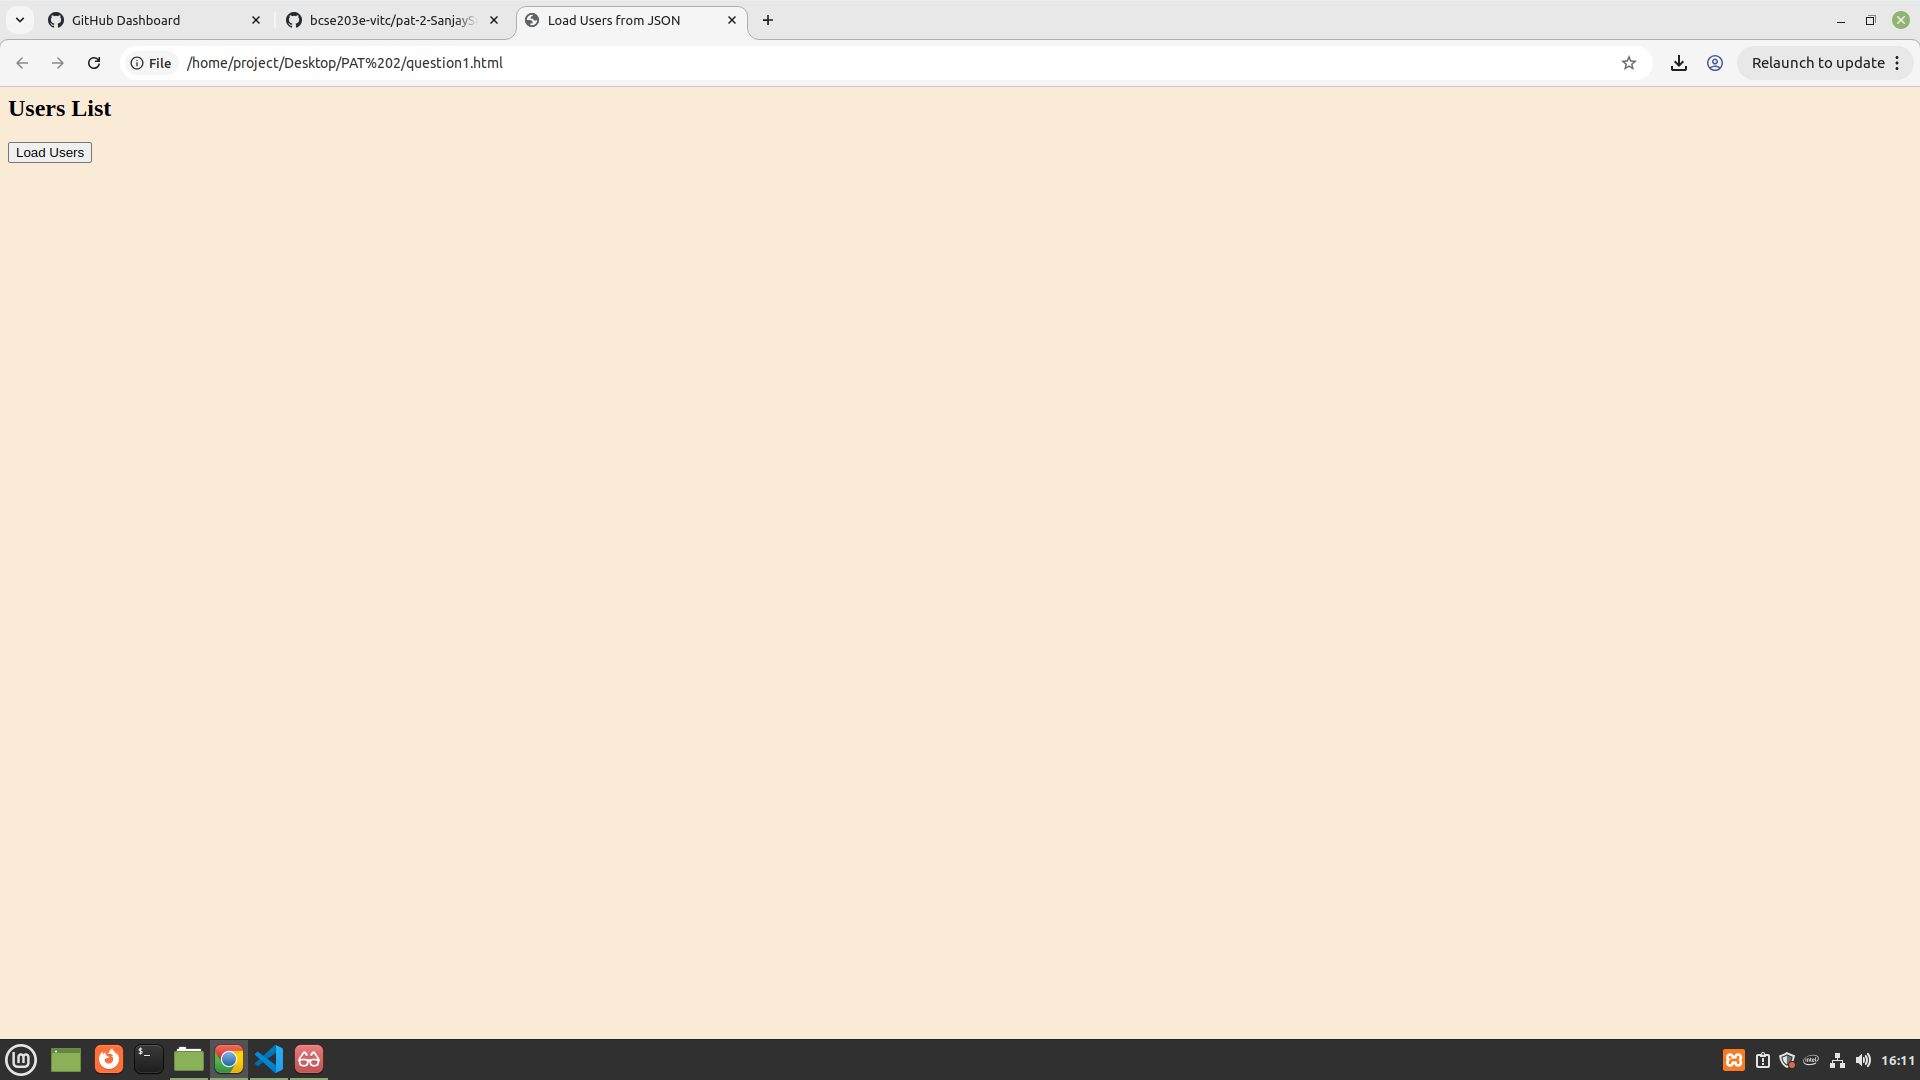 GitHub Dashboard
bcse203e-vitc/pat-2-SanjayS
Load Users from JSON
File
/home/project/Desktop/PAT%202/question1.html
Relaunch to update
Users List
Load Users
$_
16:11